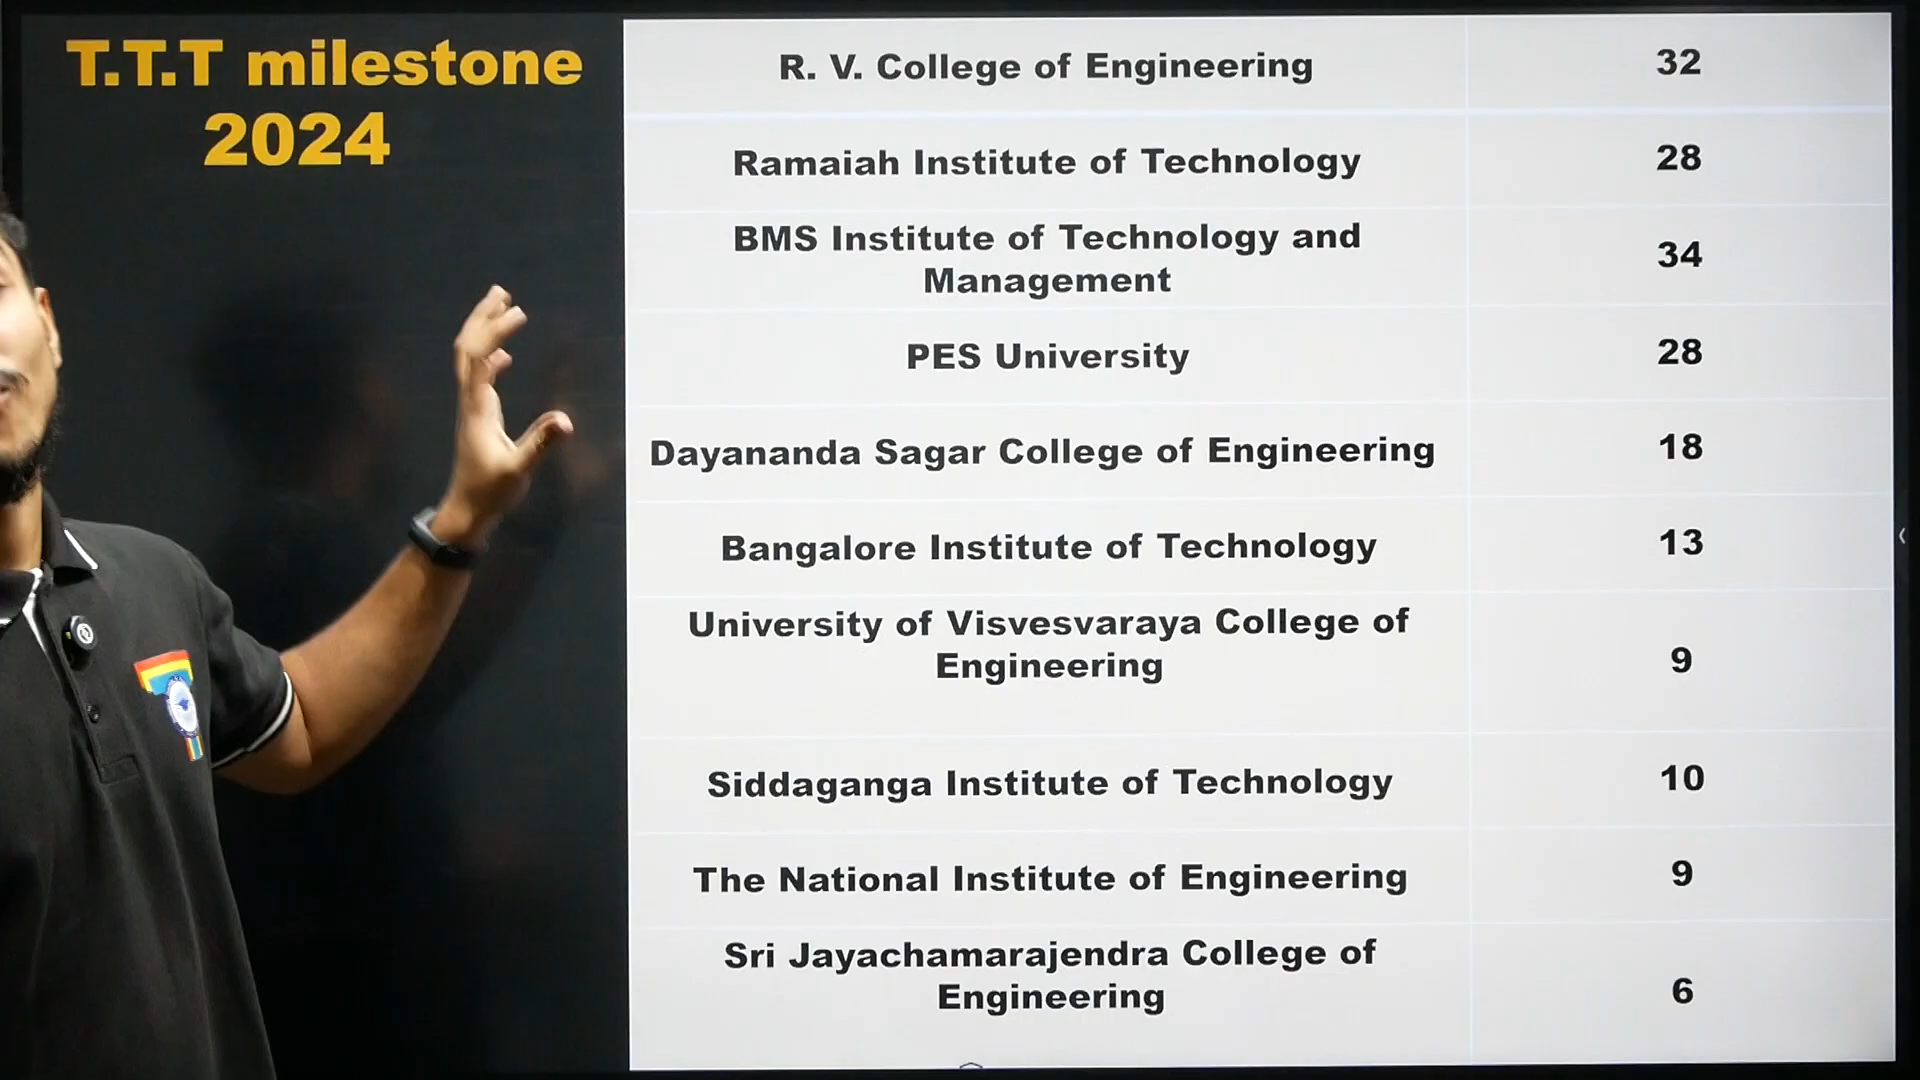 T.T.T milestone
2024
R. V. College of Engineering 32
Ramaiah Institute of Technology 28
BMS Institute of Technology and
Management 34
PES University 28
Dayananda Sagar College of Engineering 18
Bangalore Institute of Technology 13
University of Visvesvaraya College of
Engineering 9
Siddaganga Institute of Technology 10
The National Institute of Engineering 9
Sri Jayachamarajendra College of
Engineering 6